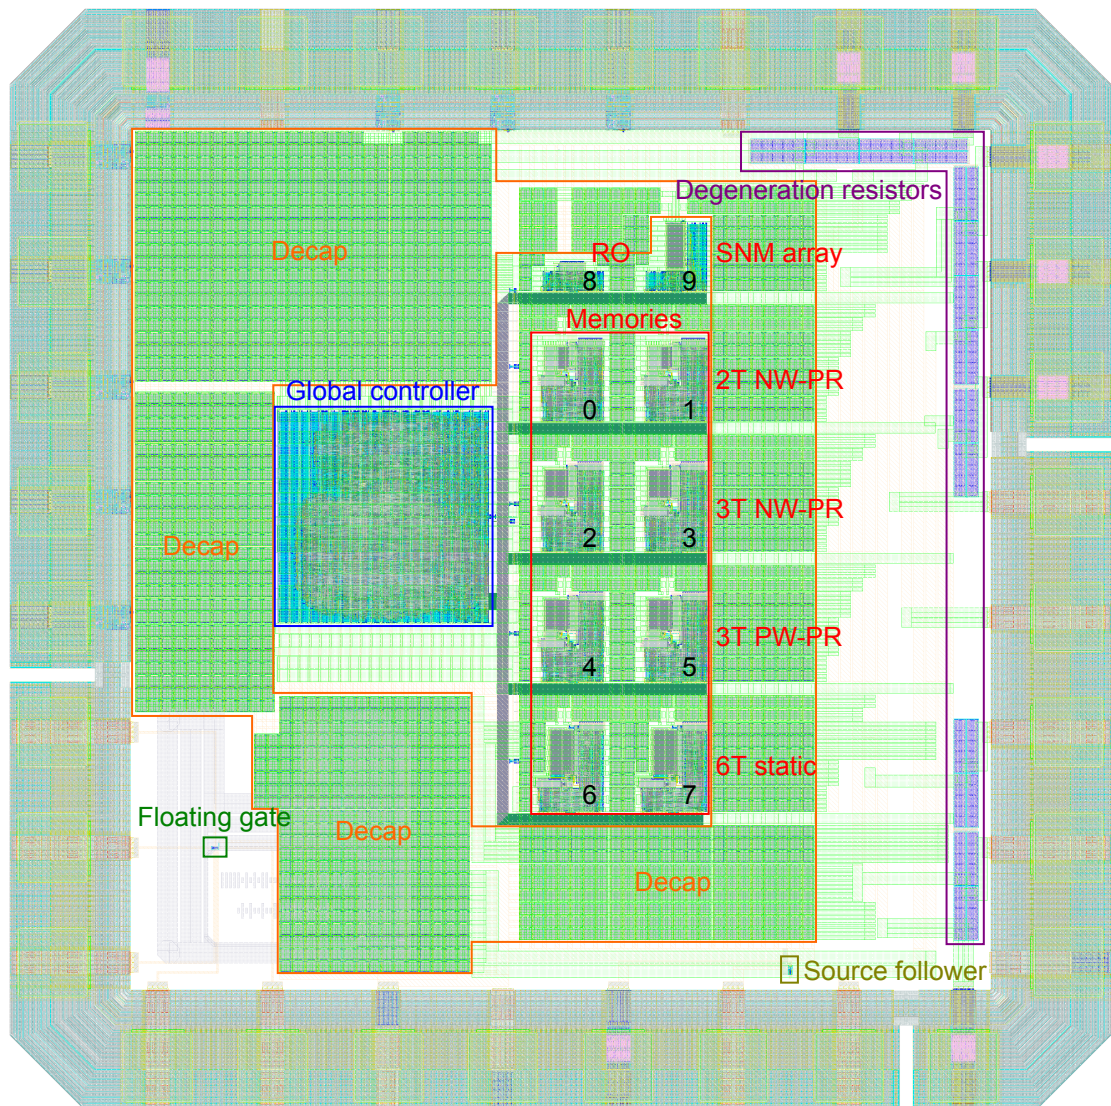 Degeneration resistors
Decap
RO
SNM array
8
9
Memories
2T NW-PR
Global controller
0
1
3T NW-PR
Decap
2
3
3T PW-PR
4
5
6T static
6
7
Floating gate
Decap
Decap
Source follower